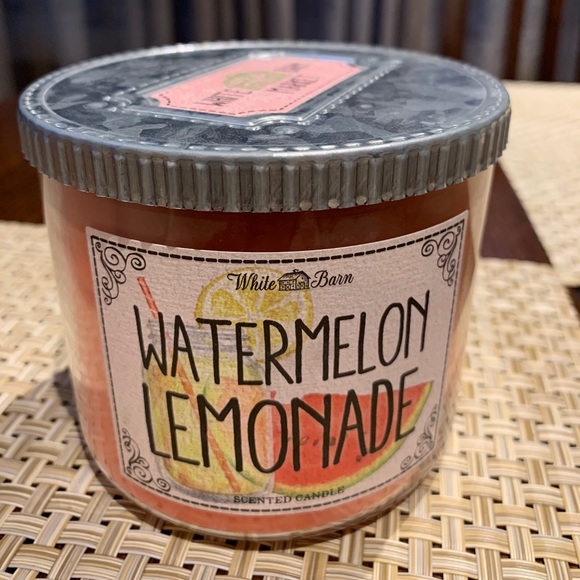 White Barn
WATERMELON
LEMONADE
SCENTED CANDLE